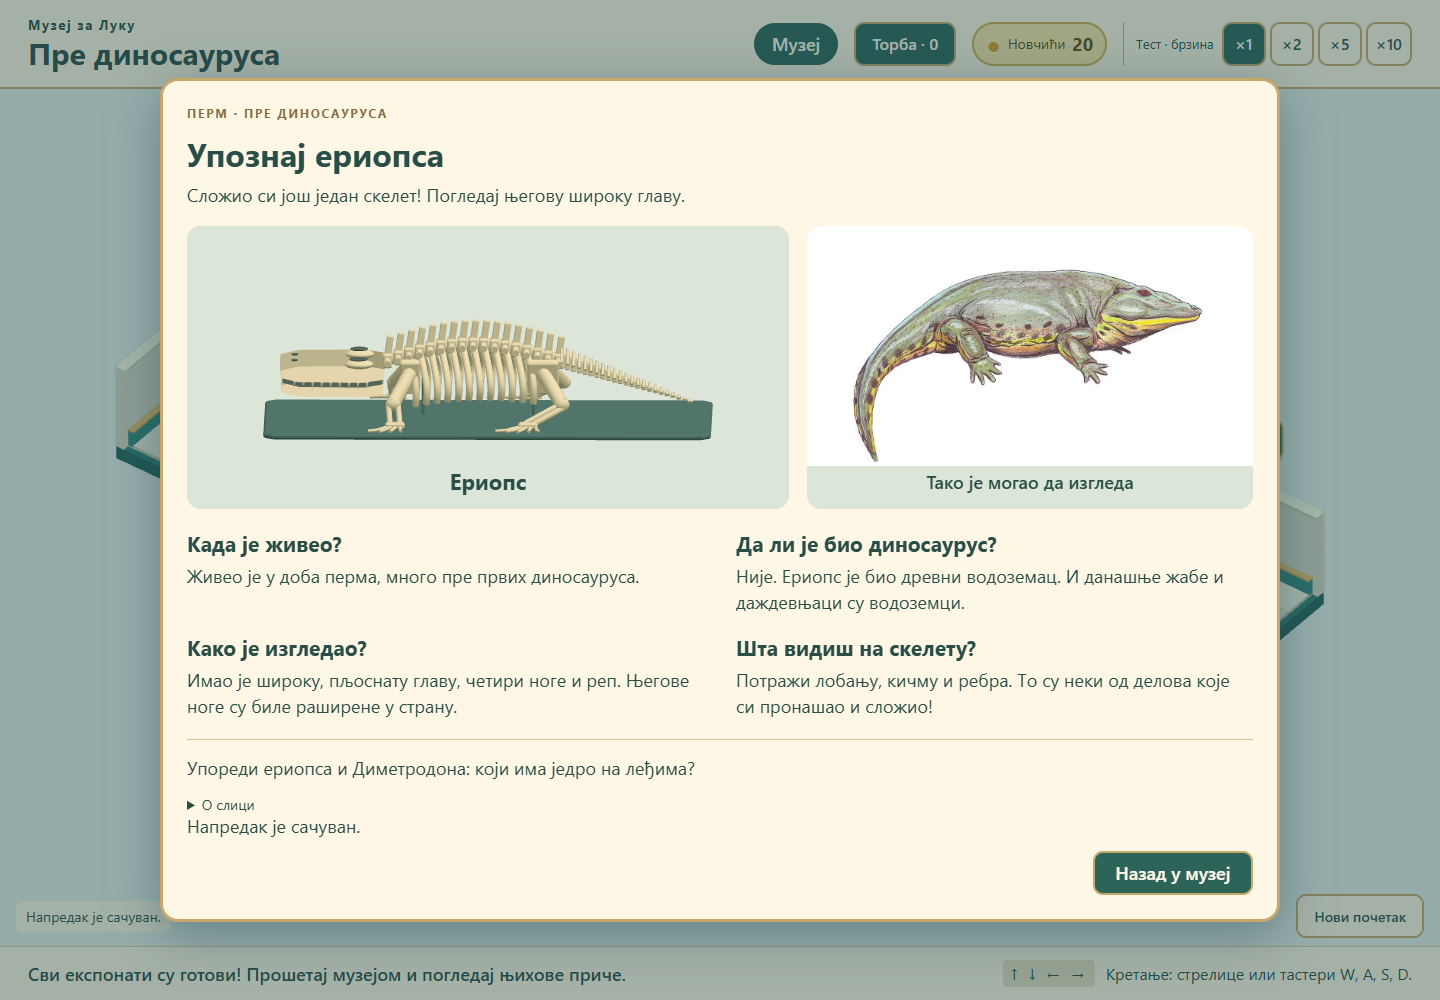 Музеј за Луку
Пре диносауруса
Музеј
Торба · 0
Новчићи 20
Тест · брзина
×1
×2
×5
×10
ПЕРМ · ПРЕ ДИНОСАУРУСА
Упознај ериопса
Сложио си још један скелет! Погледај његову широку главу.
Ериопс
Тако је могао да изгледа
Када је живео?
Живео је у доба перма, много пре првих диносауруса.
Да ли је био диносаурус?
Није. Ериопс је био древни водоземац. И данашње жабе и
даждевњаци су водоземци.
Како је изгледао?
Имао је широку, пљоснату главу, четири ноге и реп. Његове
ноге су биле раширене у страну.
Шта видиш на скелету?
Потражи лобању, кичму и ребра. То су неки од делова које
си пронашао и сложио!
Упореди ериопса и Диметродона: који има једро на леђима?
О слици
Напредак је сачуван.
Назад у музеј
Напредак је сачуван.
Нови почетак
Сви експонати су готови! Прошетај музејом и погледај њихове приче.
↑ ↓ ← → Кретање: стрелице или тастери W, A, S, D.